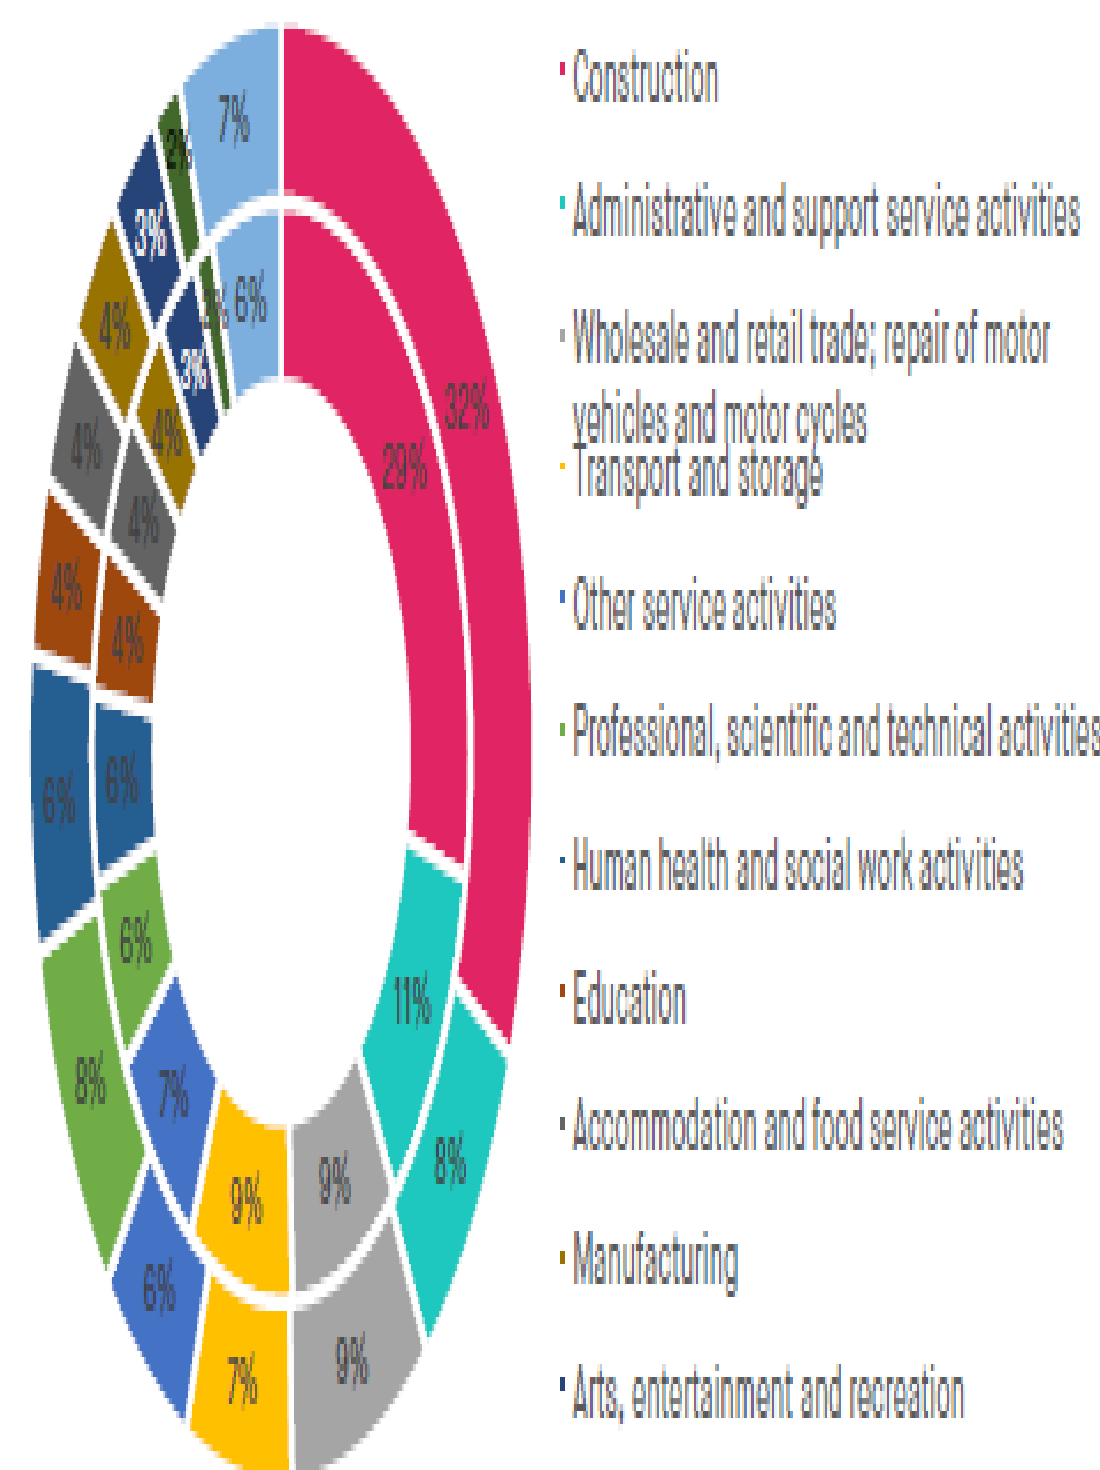 7%
2%
3%
6%
2%
4%
3%
32%
4%
4%
29%
4%
4%
4%
6%
6%
6%
11%
8%
7%
8%
9%
9%
6%
9%
7%
Construction
Administrative and support service activities
Wholesale and retail trade; repair of motor
vehicles and motor cycles
Transport and storage
Other service activities
Professional, scientific and technical activities
Human health and social work activities
Education
Accommodation and food service activities
Manufacturing
Arts, entertainment and recreation